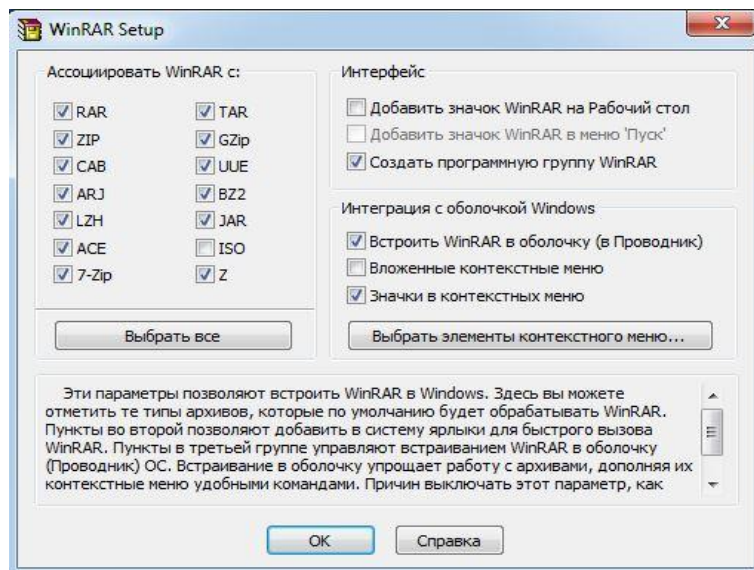 WinRAR Setup
Ассоциировать WinRAR с:
RAR
TAR
ZIP
GZip
CAB
UUE
ARJ
BZ2
LZH
JAR
ACE
ISO
7-Zip
Z
Выбрать все
Интерфейс
Добавить значок WinRAR на Рабочий стол
Добавить значок WinRAR в меню 'Пуск'
Создать программную группу WinRAR
Интеграция с оболочкой Windows
Встроить WinRAR в оболочку (в Проводник)
Вложенные контекстные меню
Значки в контекстных меню
Выбрать элементы контекстного меню...
Эти параметры позволяют встроить WinRAR в Windows. Здесь вы можете
отметить те типы архивов, которые по умолчанию будет обрабатывать WinRAR.
Пункты во второй позволяют добавить в систему ярлыки для быстрого вызова
WinRAR. Пункты в третьей группе управляют встраиванием WinRAR в оболочку
(Проводник) ОС. Встраивание в оболочку упрощает работу с архивами, дополняя их
контекстные меню удобными командами. Причин выключать этот параметр, как
OK
Справка